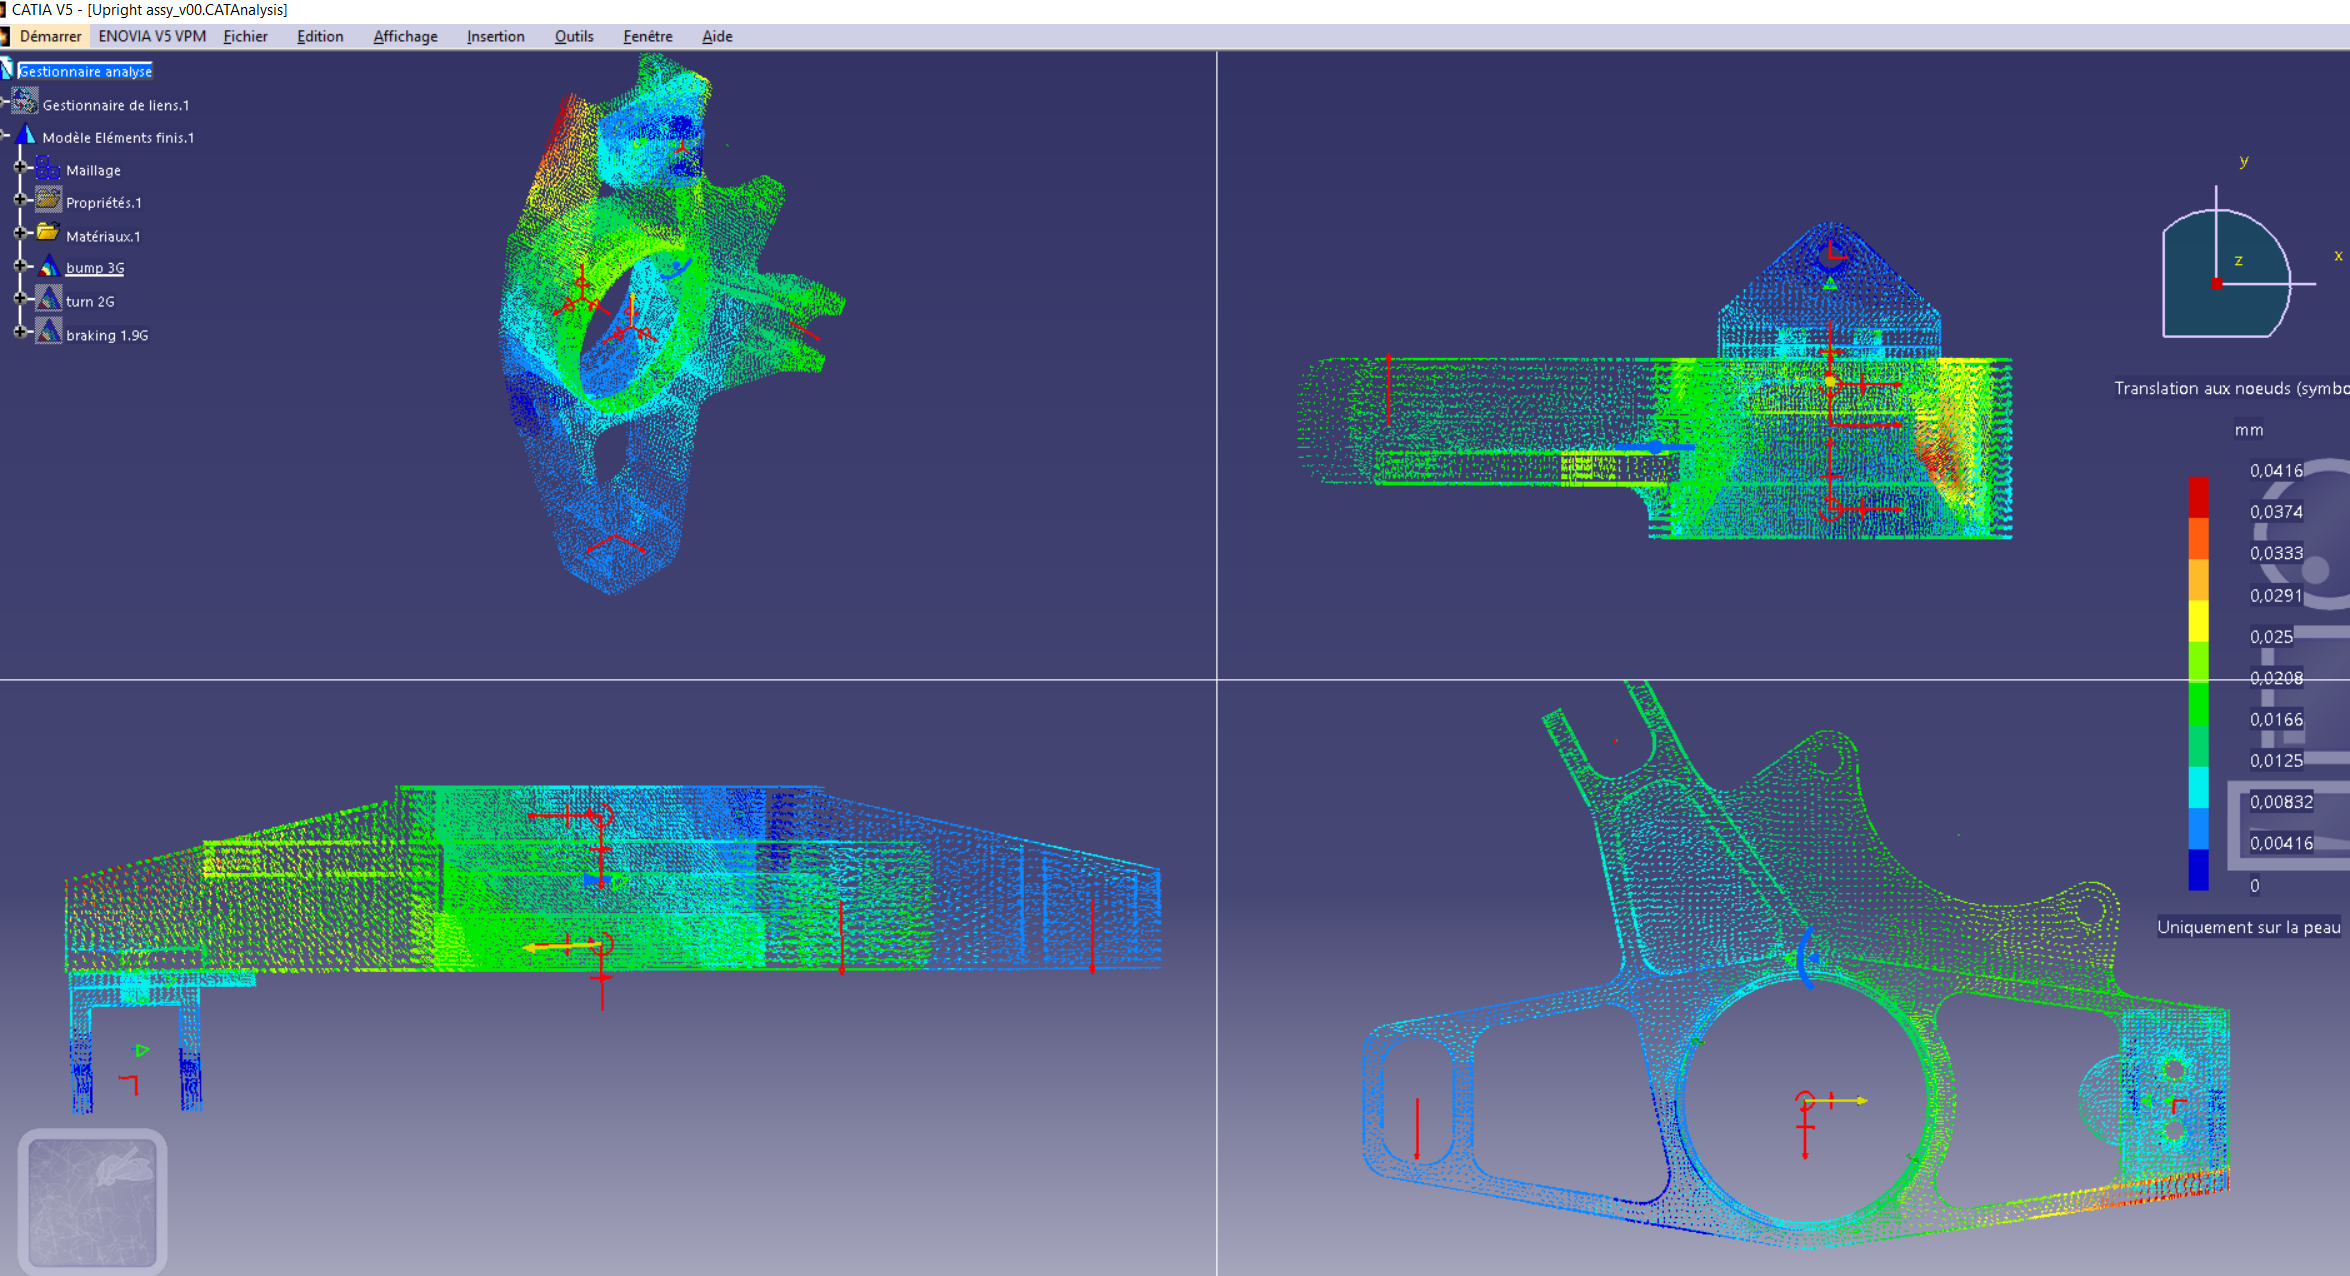 CATIA V5 - [Upright assy_v00.CATAnalysis]
Démarrer ENOVIA V5 VPM Fichier Edition Affichage Insertion Outils Fenêtre Aide
Gestionnaire analyse
Gestionnaire de liens.1
Modèle Eléments finis.1
Maillage
Propriétés.1
Matériaux.1
bump 3G
turn 2G
braking 1.9G
y
x
z
Translation aux noeuds (symbo
mm
0,0416
0,0374
0,0333
0,0291
0,025
0,0208
0,0166
0,0125
0,00832
0,00416
0
Uniquement sur la peau